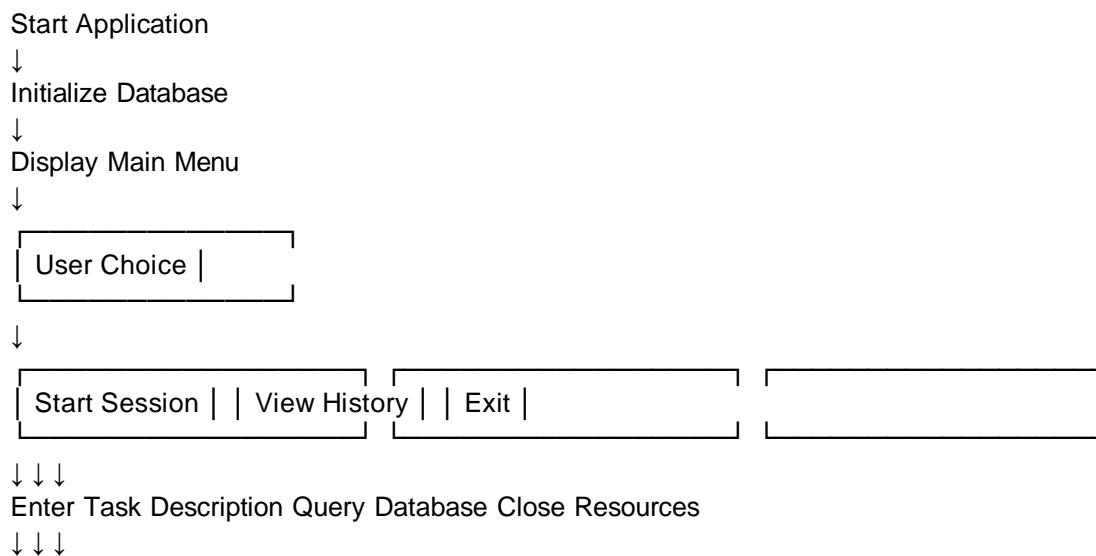 Start Application
↓
Initialize Database
↓
Display Main Menu
↓
┌──────────────┐
│ User Choice │
└──────────────┘
↓
┌──────────────────┐ ┌──────────────────┐ ┌──────────────────
│ Start Session │ │ View History │ │ Exit │
└──────────────────┘ └──────────────────┘ └──────────────────
↓ ↓ ↓
Enter Task Description Query Database Close Resources
↓ ↓ ↓